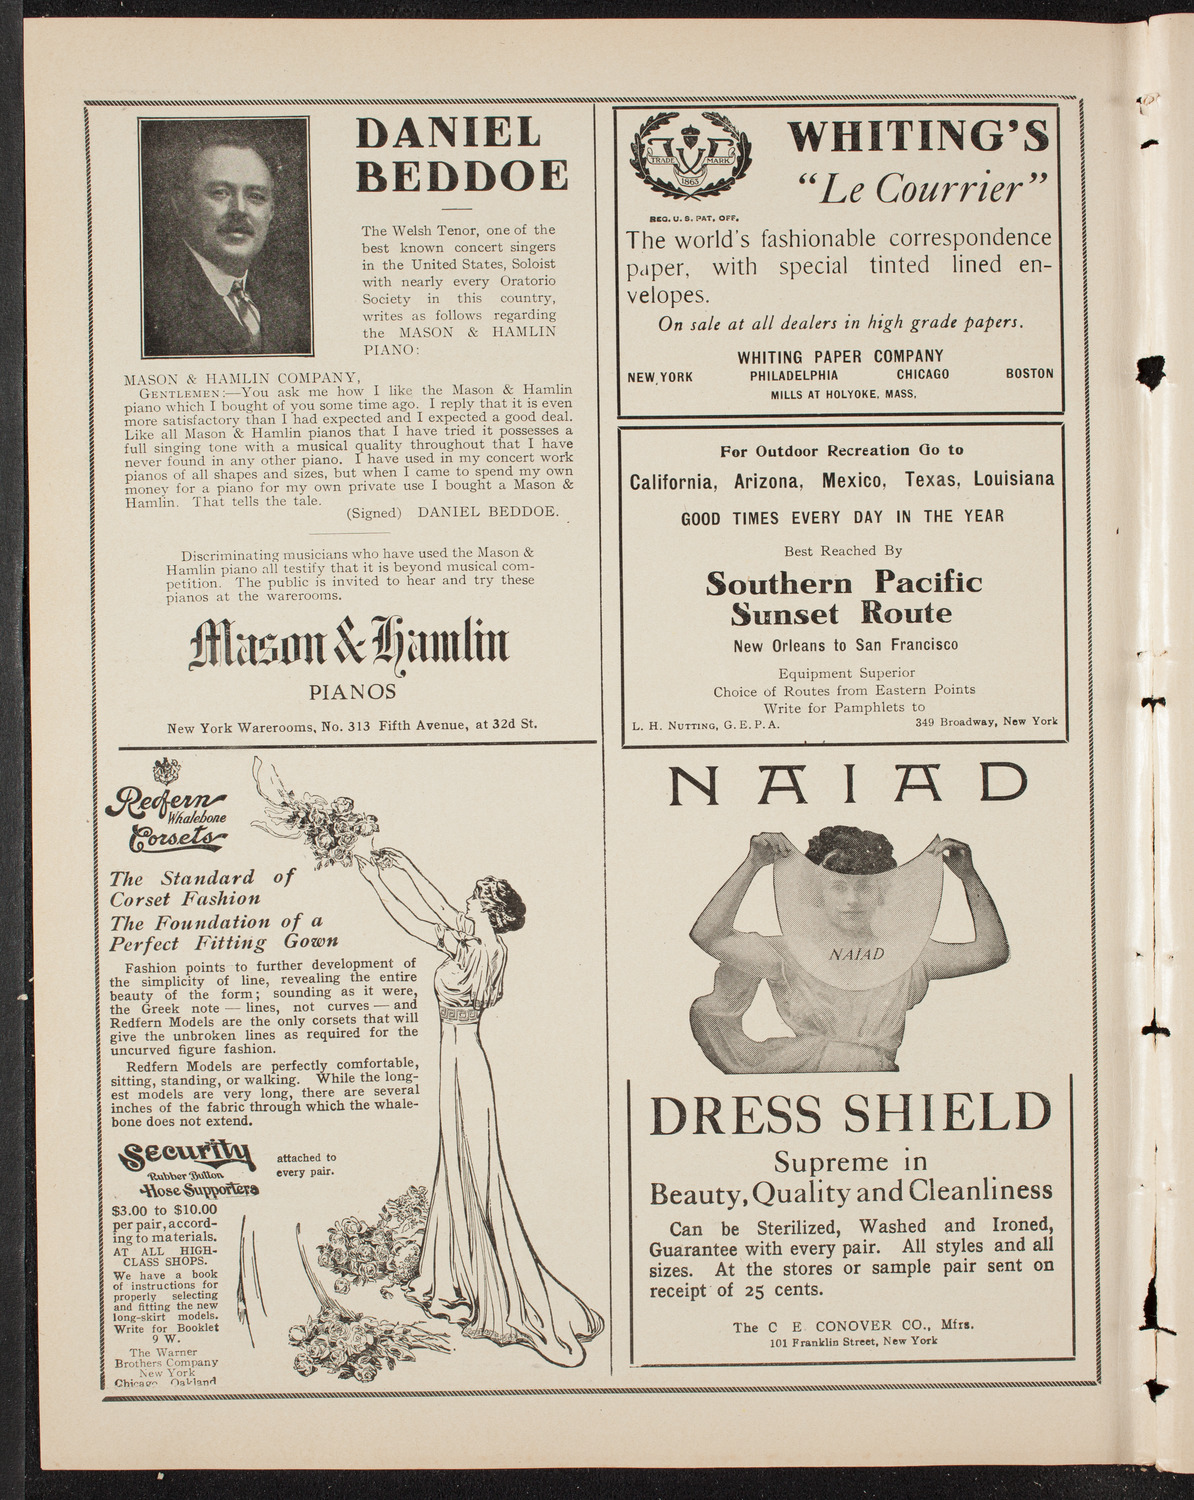 DANIEL
BEDDOE
The Welsh Tenor, one of the
best known concert singers
in the United States, Soloist
with nearly every Oratorio
Society in this country,
writes as follows regarding
the MASON & HAMLIN
PIANO:
MASON & HAMLIN COMPANY,
GENTLEMEN:—You ask me how I like the Mason & Hamlin
piano which I bought of you some time ago. I reply that it is even
more satisfactory than I had expected and I expected a good deal.
Like all Mason & Hamlin pianos that I have tried it possesses a
full singing tone with a musical quality throughout that I have
never found in any other piano. I have used in my concert work
pianos of all shapes and sizes, but when I came to spend my own
money for a piano for my own private use I bought a Mason &
Hamlin. That tells the tale.
(Signed) DANIEL BEDDOE.
Discriminating musicians who have used the Mason &
Hamlin piano all testify that it is beyond musical com-
petition. The public is invited to hear and try these
pianos at the warerooms.
Mason & Hamlin
PIANOS
New York Warerooms, No. 313 Fifth Avenue, at 32d St.
Redfern
Whalebone
Corsets
The Standard of
Corset Fashion
The Foundation of a
Perfect Fitting Gown
Fashion points to further development of
the simplicity of line, revealing the entire
beauty of the form; sounding as it were,
the Greek note — lines, not curves — and
Redfern Models are the only corsets that will
give the unbroken lines as required for the
uncurved figure fashion.
Redfern Models are perfectly comfortable,
sitting, standing, or walking. While the long-
est models are very long, there are several
inches of the fabric through which the whale-
bone does not extend.
Security
Rubber Button
Hose Supporters
attached to
every pair.
$3.00 to $10.00
per pair, accord-
ing to materials.
AT ALL HIGH-
CLASS SHOPS.
We have a book
of instructions for
properly selecting
and fitting the new
long-skirt models.
Write for Booklet
9 W.
The Warner
Brothers Company
New York
Chicago Oakland
TRADE MARK
1865
REG. U. S. PAT. OFF.
WHITING'S
"Le Courrier"
The world's fashionable correspondence
paper, with special tinted lined en-
velopes.
On sale at all dealers in high grade papers.
WHITING PAPER COMPANY
NEW YORK PHILADELPHIA CHICAGO BOSTON
MILLS AT HOLYOKE, MASS.
For Outdoor Recreation Go to
California, Arizona, Mexico, Texas, Louisiana
GOOD TIMES EVERY DAY IN THE YEAR
Best Reached By
Southern Pacific
Sunset Route
New Orleans to San Francisco
Equipment Superior
Choice of Routes from Eastern Points
Write for Pamphlets to
L. H. NUTTING, G. E. P. A. 349 Broadway, New York
NAIAD
NAIAD
DRESS SHIELD
Supreme in
Beauty, Quality and Cleanliness
Can be Sterilized, Washed and Ironed,
Guarantee with every pair. All styles and all
sizes. At the stores or sample pair sent on
receipt of 25 cents.
The C E CONOVER CO., Mfrs.
101 Franklin Street, New York